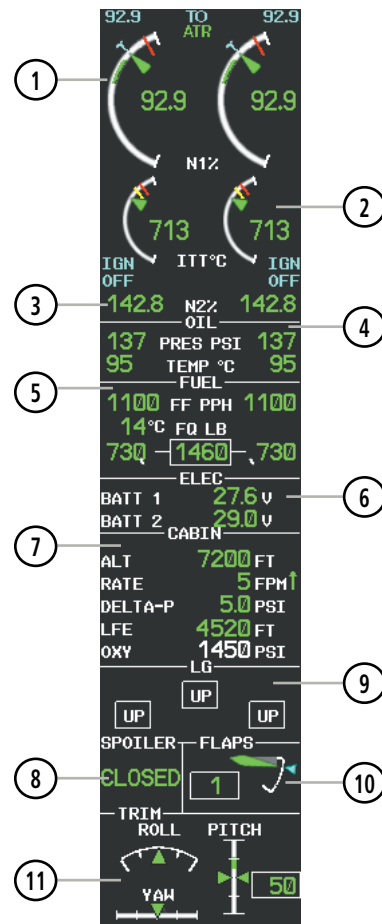 92.9 TO 92.9
ATR
1
92.9 92.9
N1%
2
713 713
IGN ITT°C IGN
OFF OFF
3
142.8 N2% 142.8
OIL
4
137 PRES PSI 137
95 TEMP °C 95
FUEL
5
1100 FF PPH 1100
14°C FQ LB
730 1460 730
ELEC
BATT 1 27.6 V
6
BATT 2 29.0 V
CABIN
7
ALT 7200 FT
RATE 5 FPM↑
DELTA-P 5.0 PSI
LFE 4520 FT
OXY 1450 PSI
LG
9
UP
UP UP
SPOILER FLAPS
8
CLOSED 1
10
TRIM
ROLL PITCH
11
50
YAW